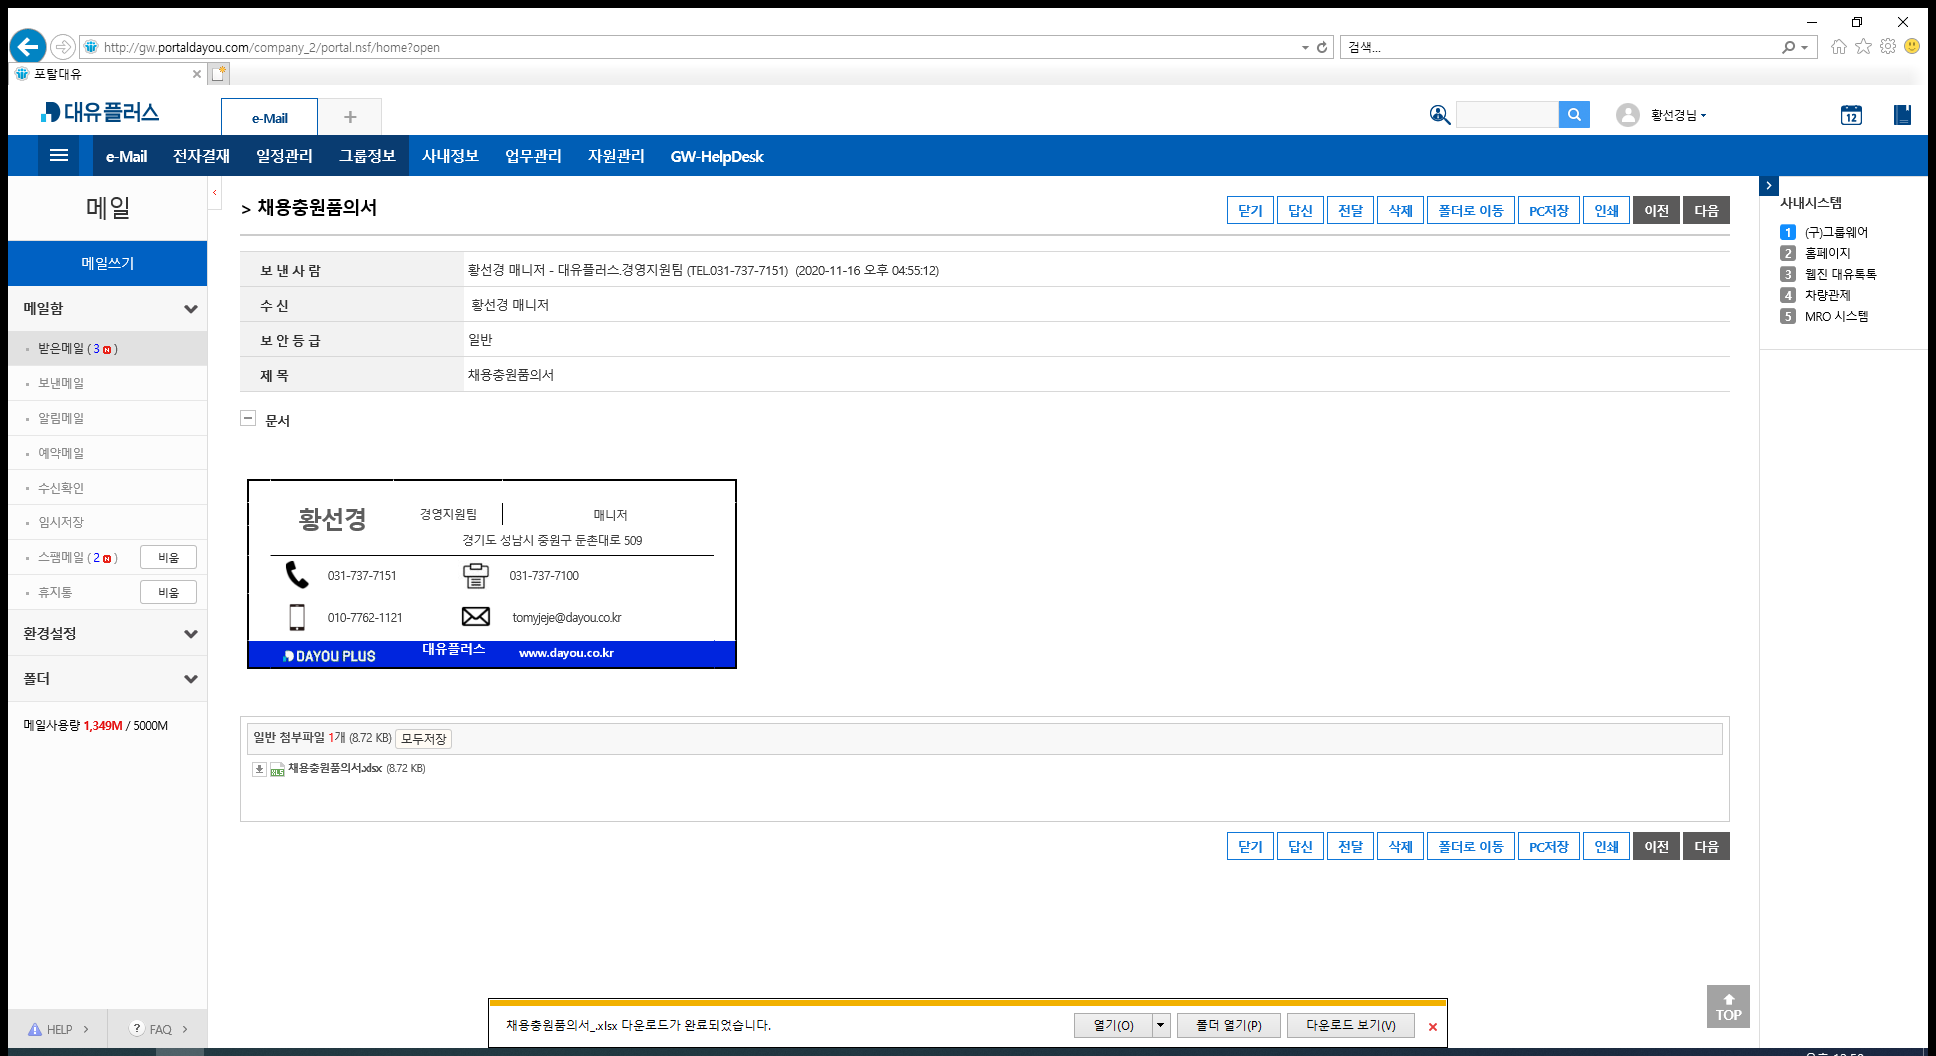 http://gw.portaldayou.com/company_2/portal.nsf/home?open
검색...
포탈대유
대유플러스
e-Mail
+
황선경님
12
e-Mail 전자결재 일정관리 그룹정보 사내정보 업무관리 자원관리 GW-HelpDesk
메일
메일쓰기
메일함
받은메일 ( 3 N )
보낸메일
알림메일
예약메일
수신확인
임시저장
스팸메일 ( 2 N ) 비움
휴지통 비움
환경설정
폴더
메일사용량 1,349M / 5000M
HELP >
? FAQ >
> 채용충원품의서
닫기 답신 전달 삭제 폴더로 이동 PC저장 인쇄 이전 다음
보 낸 사 람 황선경 매니저 - 대유플러스.경영지원팀 (TEL.031-737-7151) (2020-11-16 오후 04:55:12)
수 신 황선경 매니저
보 안 등 급 일반
제 목 채용충원품의서
문서
황선경 경영지원팀 매니저
경기도 성남시 중원구 둔촌대로 509
031-737-7151 031-737-7100
010-7762-1121 tomyjeje@dayou.co.kr
DAYOU PLUS 대유플러스 www.dayou.co.kr
일반 첨부파일 1개 (8.72 KB) 모두저장
채용충원품의서.xlsx (8.72 KB)
닫기 답신 전달 삭제 폴더로 이동 PC저장 인쇄 이전 다음
사내시스템
1 (구)그룹웨어
2 홈페이지
3 웹진 대유톡톡
4 차량관제
5 MRO 시스템
TOP
채용충원품의서_.xlsx 다운로드가 완료되었습니다.
열기(O) 폴더 열기(P) 다운로드 보기(V)